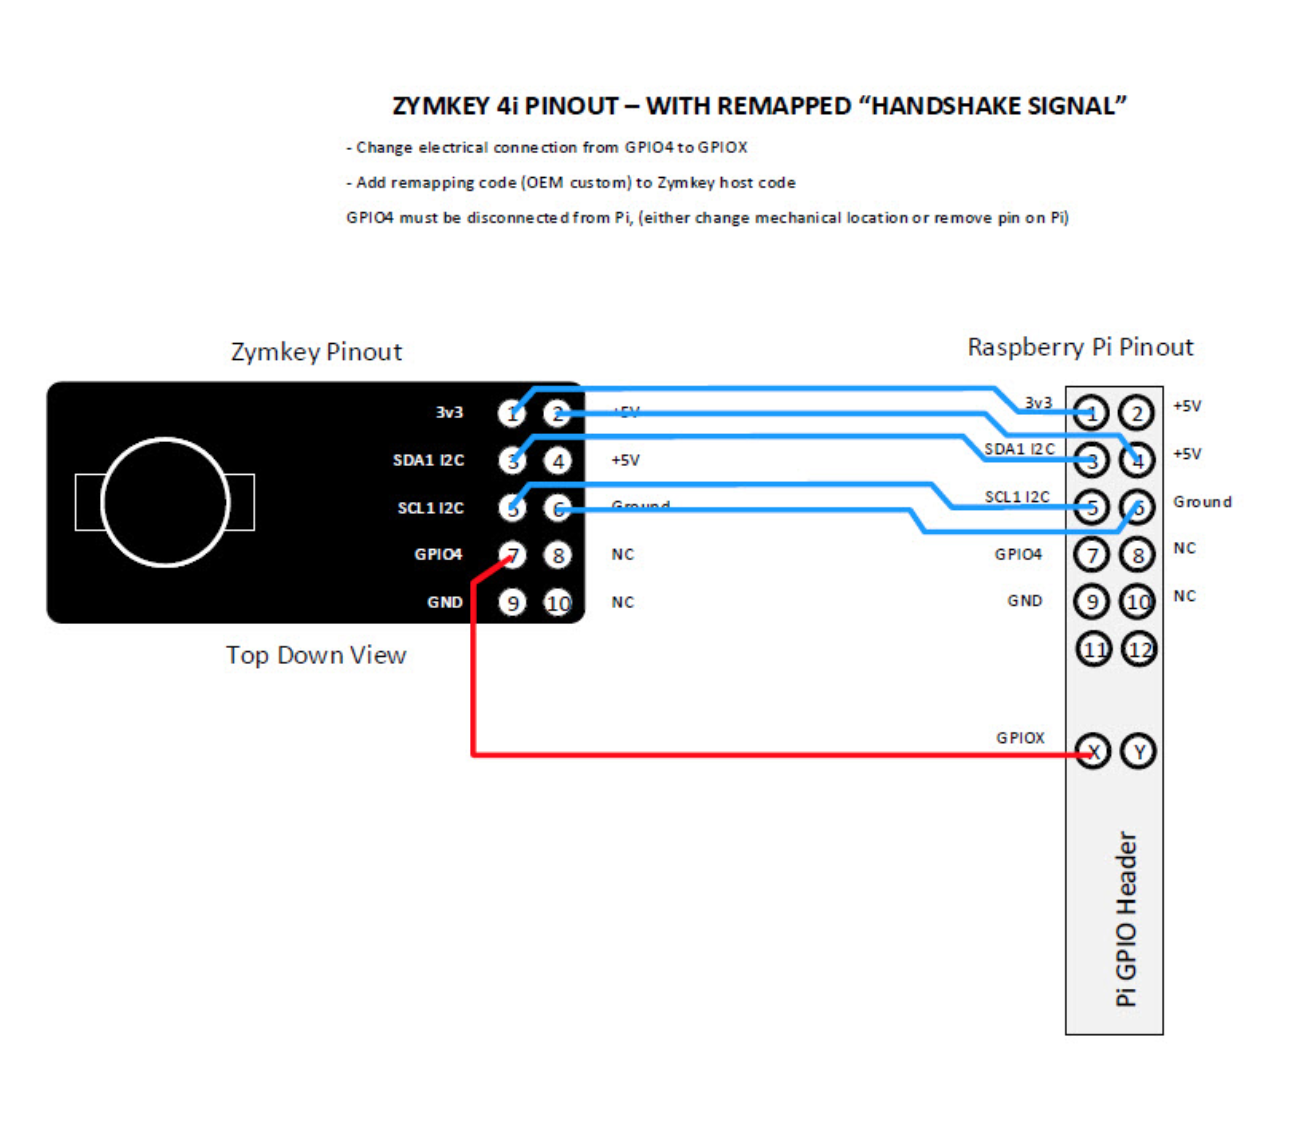 ZYMKEY 4i PINOUT – WITH REMAPPED “HANDSHAKE SIGNAL”
- Change electrical connection from GPIO4 to GPIOX
- Add remapping code (OEM custom) to Zymkey host code
GPIO4 must be disconnected from Pi, (either change mechanical location or remove pin on Pi)
Zymkey Pinout
3v3 1 2 +5V
SDA1 I2C 3 4 +5V
SCL1 I2C 5 6 Ground
GPIO4 7 8 NC
GND 9 10 NC
Top Down View
Raspberry Pi Pinout
3v3 1 2 +5V
SDA1 I2C 3 4 +5V
SCL1 I2C 5 6 Ground
GPIO4 7 8 NC
GND 9 10 NC
11 12
GPIOX X Y
Pi GPIO Header